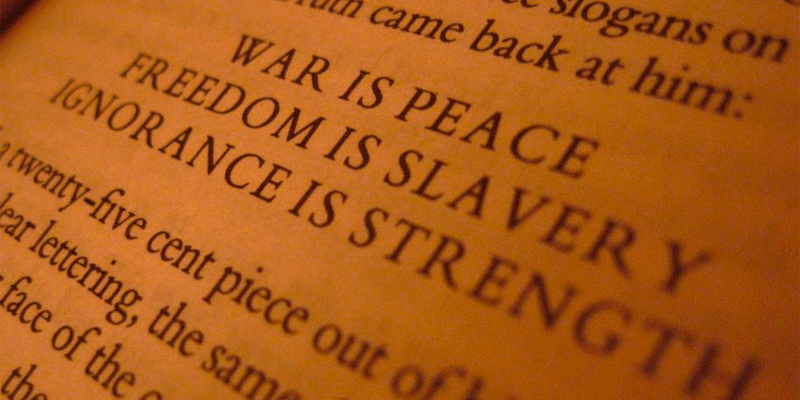 slogans on
came back at him:
WAR IS PEACE
FREEDOM IS SLAVERY
IGNORANCE IS STRENGTH
a twenty-five cent piece out of
lettering, the same
face of the
the